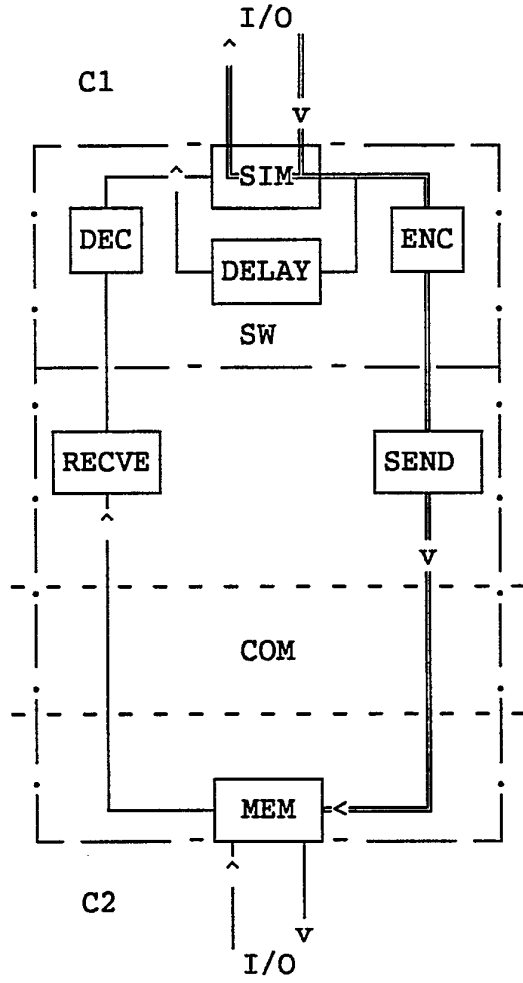 I/O
C1
SIM
DEC
ENC
DELAY
SW
RECVE
SEND
COM
MEM
C2
I/O